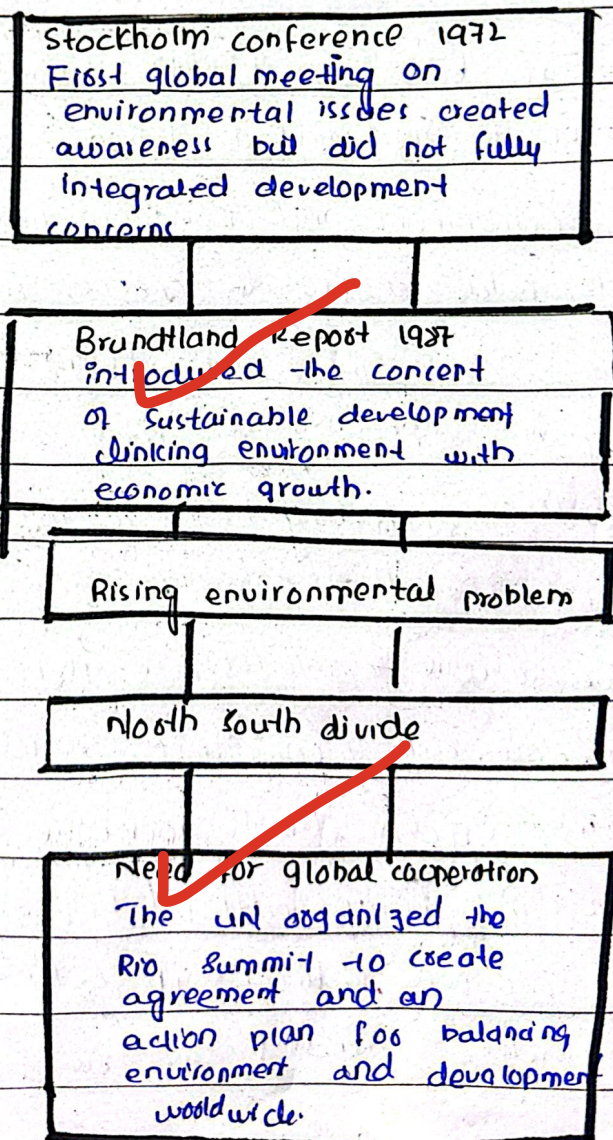 Stockholm conference 1972
First global meeting on
environmental issues created
awareness but did not fully
integrated development
concerns
Brundtland Report 1987
introduced the concept
of sustainable development
linking environment with
economic growth.
Rising environmental problem
North South divide
Need for global cooperation
The UN organized the
Rio Summit to create
agreement and an
action plan for balancing
environment and development
worldwide.